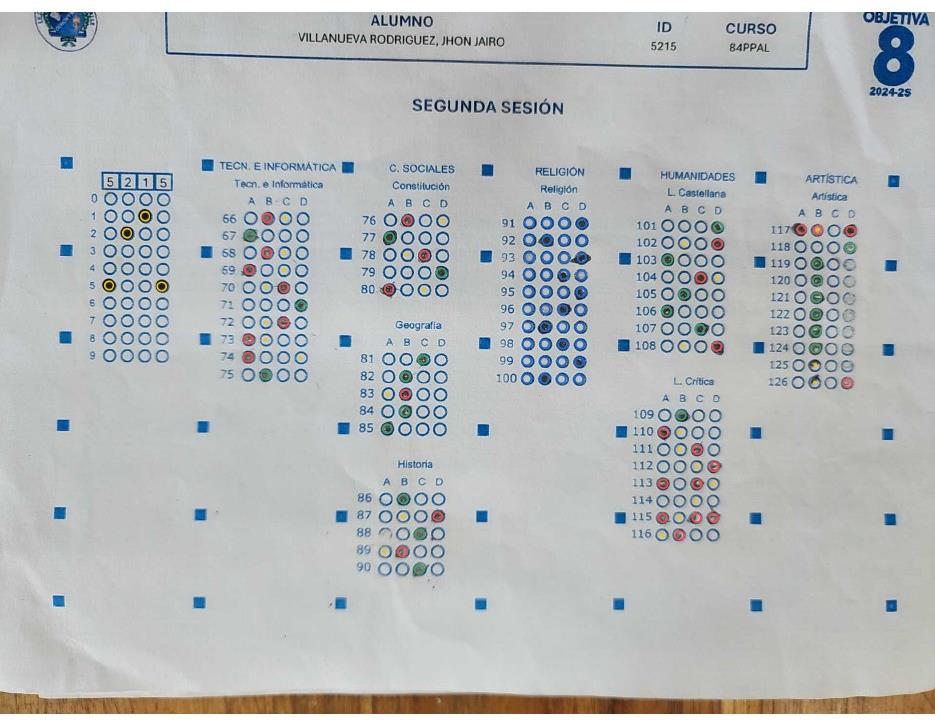 ALUMNO
VILLANUEVA RODRIGUEZ, JHON JAIRO
ID
5215
CURSO
84PPAL
OBJETIVA
8
2024-2S
SEGUNDA SESIÓN
5 2 1 5
0
1
2
3
4
5
6
7
8
9
TECN. E INFORMÁTICA
Tecn. e Informática
A B C D
66
67
68
69
70
71
72
73
74
75
C. SOCIALES
Constitución
A B C D
76
77
78
79
80
Geografía
A B C D
81
82
83
84
85
Historia
A B C D
86
87
88
89
90
RELIGIÓN
Religión
A B C D
91
92
93
94
95
96
97
98
99
100
HUMANIDADES
L. Castellana
A B C D
101
102
103
104
105
106
107
108
L. Crítica
A B C D
109
110
111
112
113
114
115
116
ARTÍSTICA
Artística
A B C D
117
118
119
120
121
122
123
124
125
126